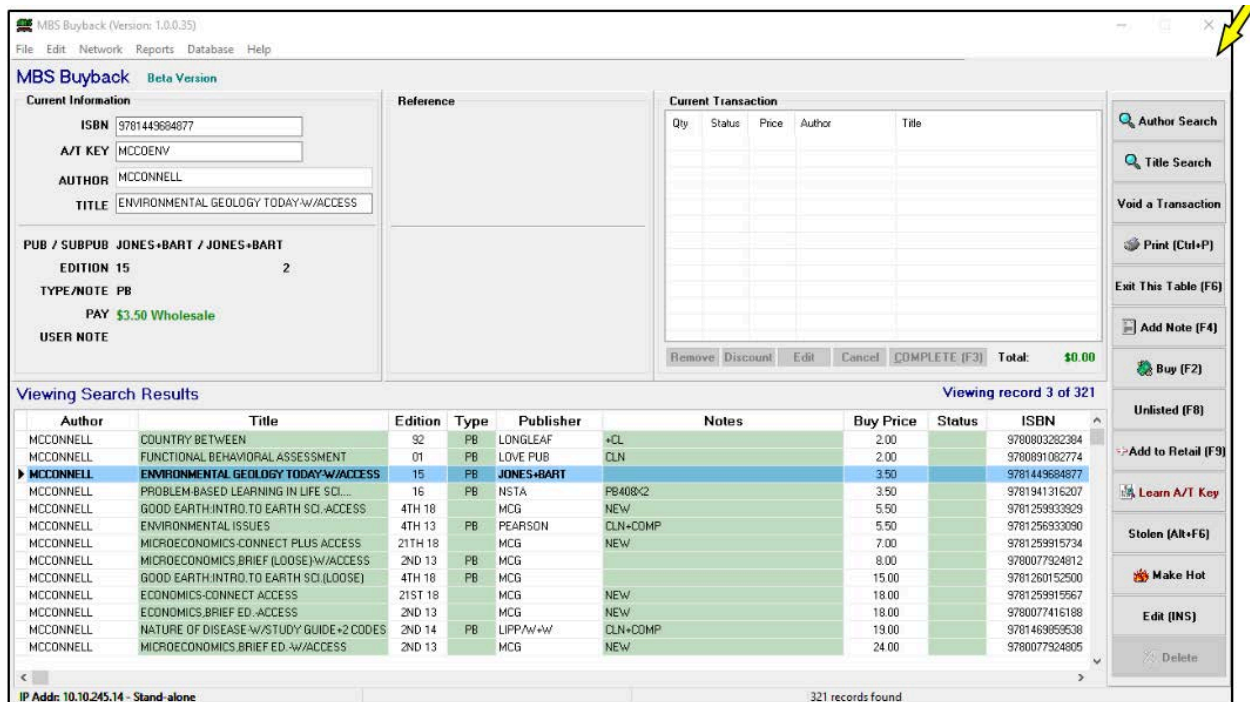 MBS Buyback (Version: 1.0.0.35)
File Edit Network Reports Database Help
MBS Buyback Beta Version
Current Information
ISBN 9781449684877
A/T KEY MCCOENV
AUTHOR MCCONNELL
TITLE ENVIRONMENTAL GEOLOGY TODAY-W/ACCESS
PUB / SUBPUB JONES+BART / JONES+BART
EDITION 15 2
TYPE/NOTE PB
PAY $3.50 Wholesale
USER NOTE
Reference
Current Transaction
Qty Status Price Author Title
Remove Discount Edit Cancel COMPLETE (F3) Total: $0.00
Author Search
Title Search
Void a Transaction
Print (Ctrl+P)
Exit This Table (F6)
Add Note (F4)
Buy (F2)
Unlisted (F8)
Add to Retail (F9)
Learn A/T Key
Stolen (Alt+F6)
Make Hot
Edit (INS)
Delete
Viewing Search Results Viewing record 3 of 321
Author Title Edition Type Publisher Notes Buy Price Status ISBN
MCCONNELL COUNTRY BETWEEN 92 PB LONGLEAF +CL 2.00 9780803282384
MCCONNELL FUNCTIONAL BEHAVIORAL ASSESSMENT 01 PB LOVE PUB CLN 2.00 9780891082774
MCCONNELL ENVIRONMENTAL GEOLOGY TODAY-W/ACCESS 15 PB JONES+BART 3.50 9781449684877
MCCONNELL PROBLEM-BASED LEARNING IN LIFE SCI.... 16 PB NSTA PB408X2 3.50 9781941316207
MCCONNELL GOOD EARTH:INTRO.TO EARTH SCI.-ACCESS 4TH 18 MCG NEW 5.50 9781259933929
MCCONNELL ENVIRONMENTAL ISSUES 4TH 13 PB PEARSON CLN+COMP 5.50 9781256933090
MCCONNELL MICROECONOMICS-CONNECT PLUS ACCESS 21TH 18 MCG NEW 7.00 9781259915734
MCCONNELL MICROECONOMICS,BRIEF (LOOSE)-W/ACCESS 2ND 13 PB MCG 8.00 9780077924812
MCCONNELL GOOD EARTH:INTRO.TO EARTH SCI.(LOOSE) 4TH 18 PB MCG 15.00 9781260152500
MCCONNELL ECONOMICS-CONNECT ACCESS 21ST 18 MCG NEW 18.00 9781259915567
MCCONNELL ECONOMICS,BRIEF ED.-ACCESS 2ND 13 MCG NEW 18.00 9780077416188
MCCONNELL NATURE OF DISEASE-W/STUDY GUIDE+2 CODES 2ND 14 PB LIPP/W+W CLN+COMP 19.00 9781469859538
MCCONNELL MICROECONOMICS,BRIEF ED.-W/ACCESS 2ND 13 MCG NEW 24.00 9780077924805
IP Addr: 10.10.245.14 - Stand-alone 321 records found